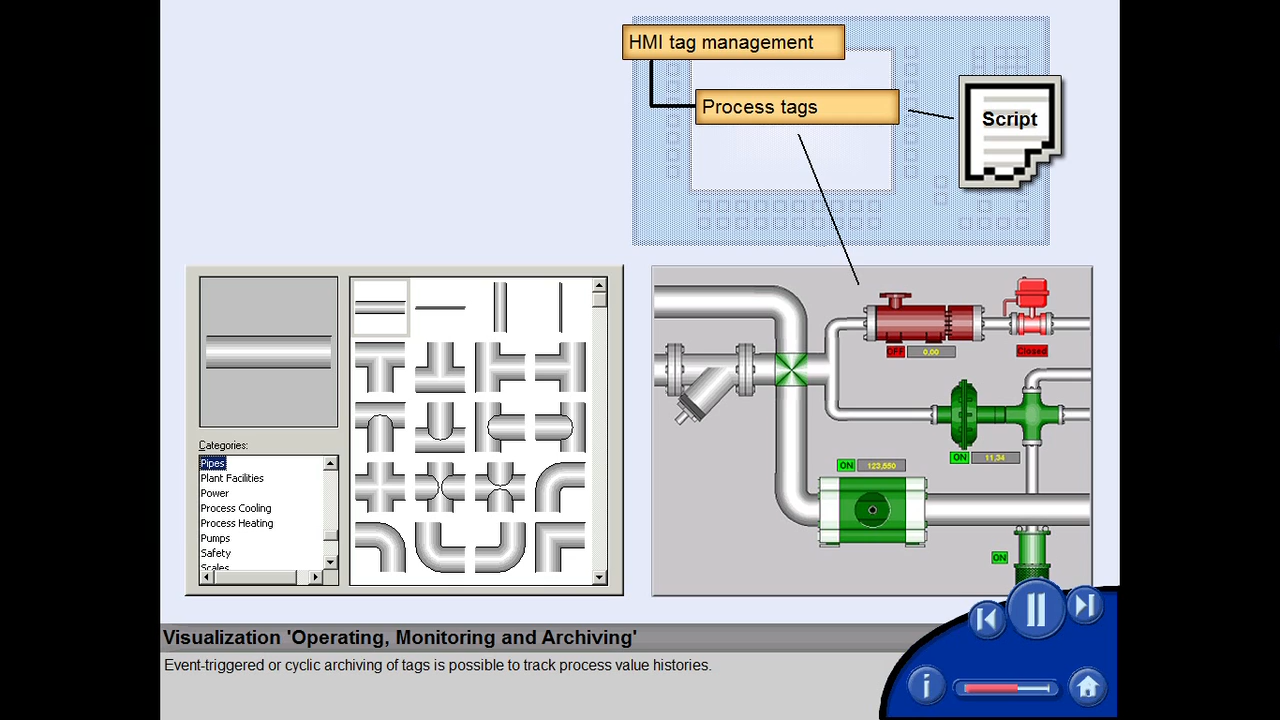 HMI tag management
Process tags
Script
Categories:
Pipes
Plant Facilities
Power
Process Cooling
Process Heating
Pumps
Safety
Scales
OFF 0,00
Closed
ON 11,34
ON 123,550
ON
Visualization 'Operating, Monitoring and Archiving'
Event-triggered or cyclic archiving of tags is possible to track process value histories.
i